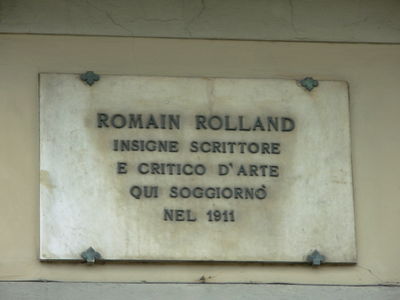 ROMAIN ROLLAND
INSIGNE SCRITTORE
E CRITICO D'ARTE
QUI SOGGIORNÒ
NEL 1911